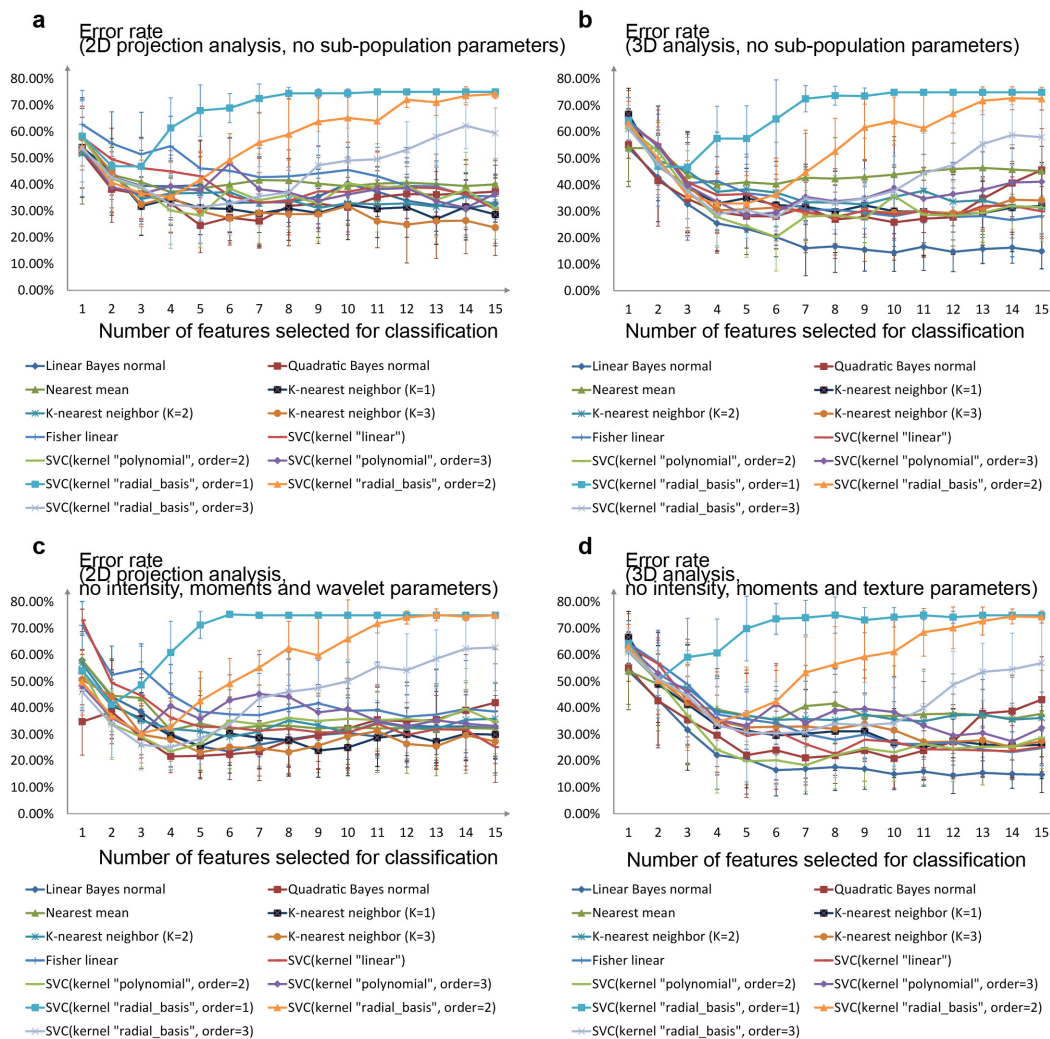 a
Error rate
(2D projection analysis, no sub-population parameters)
80.00%
70.00%
60.00%
50.00%
40.00%
30.00%
20.00%
10.00%
0.00%
1 2 3 4 5 6 7 8 9 10 11 12 13 14 15
Number of features selected for classification
Linear Bayes normal
Quadratic Bayes normal
Nearest mean
K-nearest neighbor (K=1)
K-nearest neighbor (K=2)
K-nearest neighbor (K=3)
Fisher linear
SVC(kernel "linear")
SVC(kernel "polynomial", order=2)
SVC(kernel "polynomial", order=3)
SVC(kernel "radial_basis", order=1)
SVC(kernel "radial_basis", order=2)
SVC(kernel "radial_basis", order=3)
b
Error rate
(3D analysis, no sub-population parameters)
80.00%
70.00%
60.00%
50.00%
40.00%
30.00%
20.00%
10.00%
0.00%
1 2 3 4 5 6 7 8 9 10 11 12 13 14 15
Number of features selected for classification
Linear Bayes normal
Quadratic Bayes normal
Nearest mean
K-nearest neighbor (K=1)
K-nearest neighbor (K=2)
K-nearest neighbor (K=3)
Fisher linear
SVC(kernel "linear")
SVC(kernel "polynomial", order=2)
SVC(kernel "polynomial", order=3)
SVC(kernel "radial_basis", order=1)
SVC(kernel "radial_basis", order=2)
SVC(kernel "radial_basis", order=3)
c
Error rate
(2D projection analysis,
no intensity, moments and wavelet parameters)
80.00%
70.00%
60.00%
50.00%
40.00%
30.00%
20.00%
10.00%
0.00%
1 2 3 4 5 6 7 8 9 10 11 12 13 14 15
Number of features selected for classification
Linear Bayes normal
Quadratic Bayes normal
Nearest mean
K-nearest neighbor (K=1)
K-nearest neighbor (K=2)
K-nearest neighbor (K=3)
Fisher linear
SVC(kernel "linear")
SVC(kernel "polynomial", order=2)
SVC(kernel "polynomial", order=3)
SVC(kernel "radial_basis", order=1)
SVC(kernel "radial_basis", order=2)
SVC(kernel "radial_basis", order=3)
d
Error rate
(3D analysis,
no intensity, moments and texture parameters)
80.00%
70.00%
60.00%
50.00%
40.00%
30.00%
20.00%
10.00%
0.00%
1 2 3 4 5 6 7 8 9 10 11 12 13 14 15
Number of features selected for classification
Linear Bayes normal
Quadratic Bayes normal
Nearest mean
K-nearest neighbor (K=1)
K-nearest neighbor (K=2)
K-nearest neighbor (K=3)
Fisher linear
SVC(kernel "linear")
SVC(kernel "polynomial", order=2)
SVC(kernel "polynomial", order=3)
SVC(kernel "radial_basis", order=1)
SVC(kernel "radial_basis", order=2)
SVC(kernel "radial_basis", order=3)